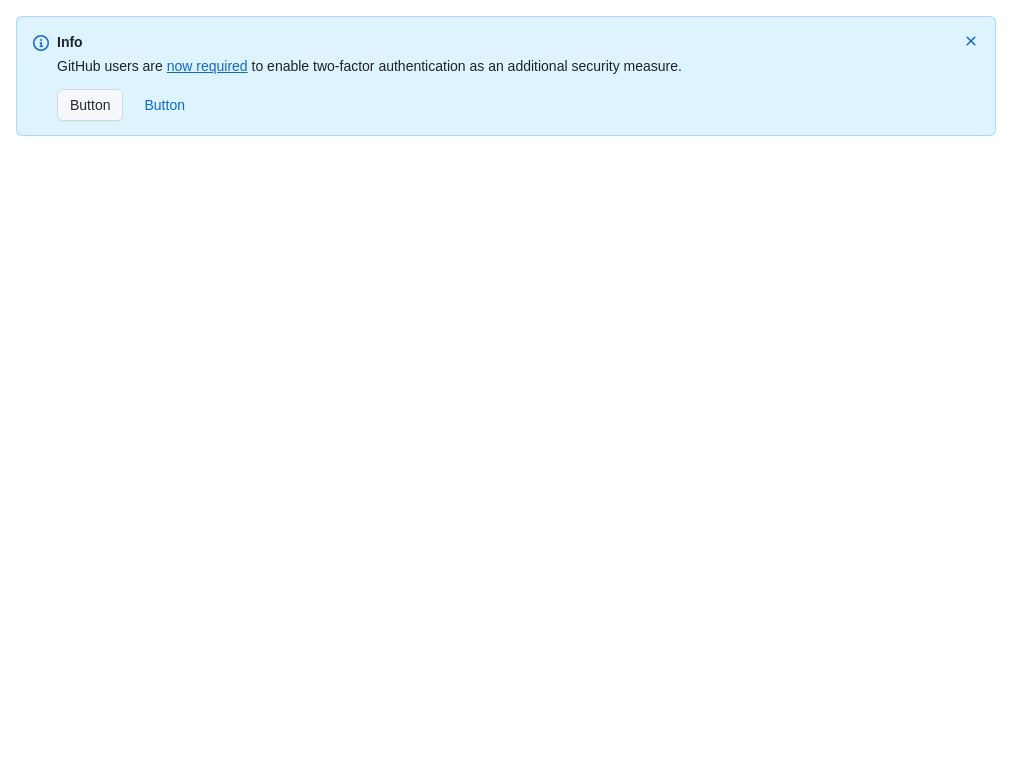 Info
GitHub users are now required to enable two-factor authentication as an additional security measure.
Button Button